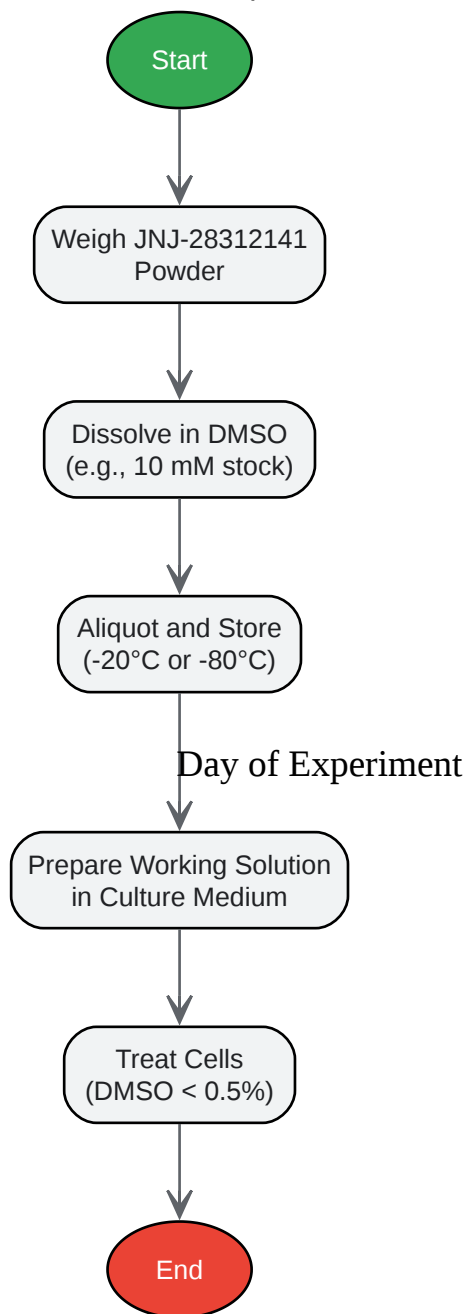 Start
Weigh JNJ-28312141
Powder
Dissolve in DMSO
(e.g., 10 mM stock)
Aliquot and Store
(-20°C or -80°C)
Day of Experiment
Prepare Working Solution
in Culture Medium
Treat Cells
(DMSO < 0.5%)
End